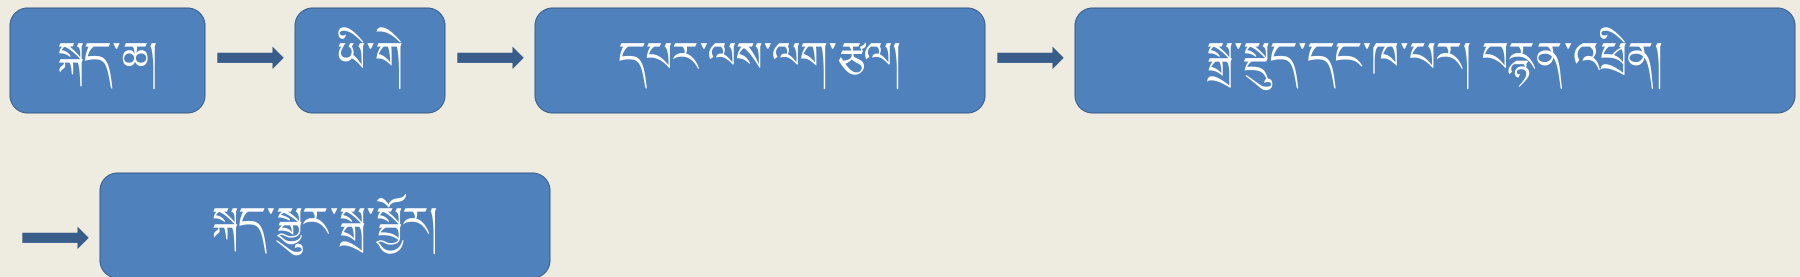 སྐད་ཆ།
ཡི་གེ
དཔར་ལས་ལག་རྩལ།
སྒྲ་སྡུད་དང་ཁ་པར། བརྙན་འཕྲིན།
སྐད་སྒྱུར་སྒྲ་སྦྱོར།